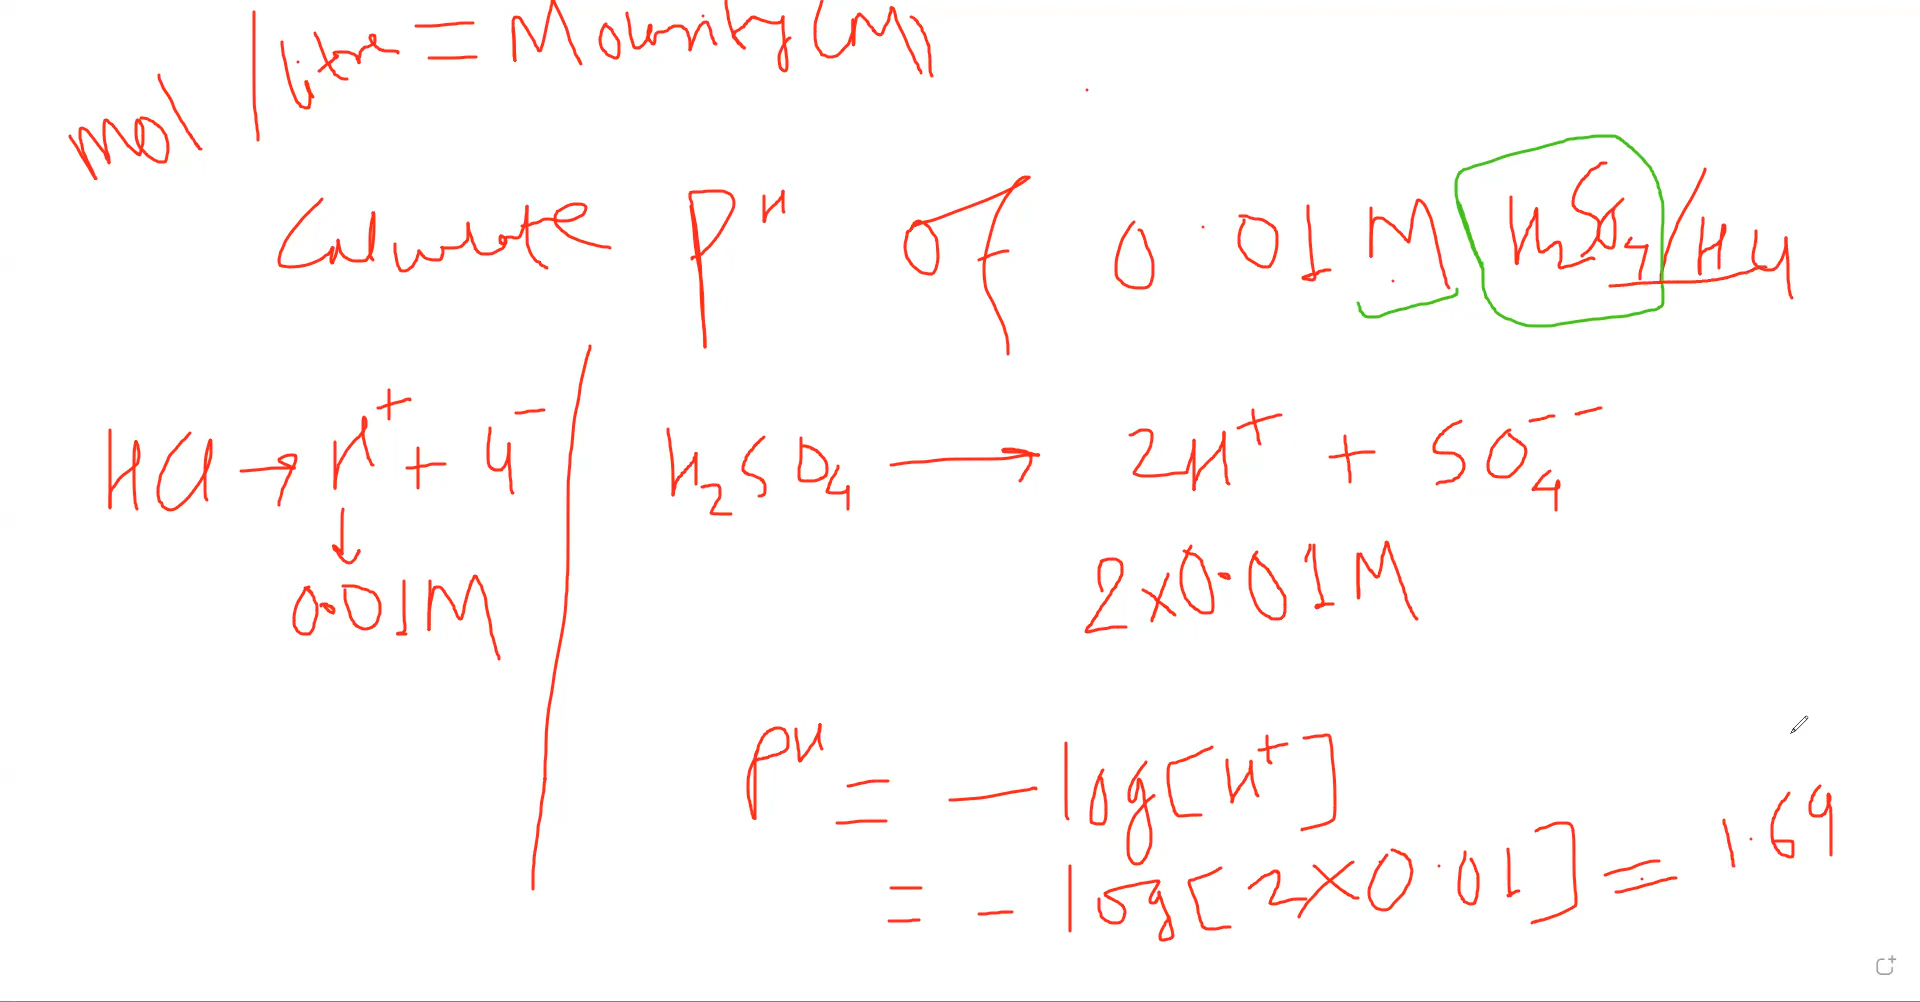 mol / litre = Molarity (M)
Calculate pH of 0.01 M H2SO4/HCl
HCl → H+ + Cl-
0.01M
H2SO4 → 2H+ + SO4--
2×0.01M
pH = - log[H+]
= - log[2×0.01] = 1.69